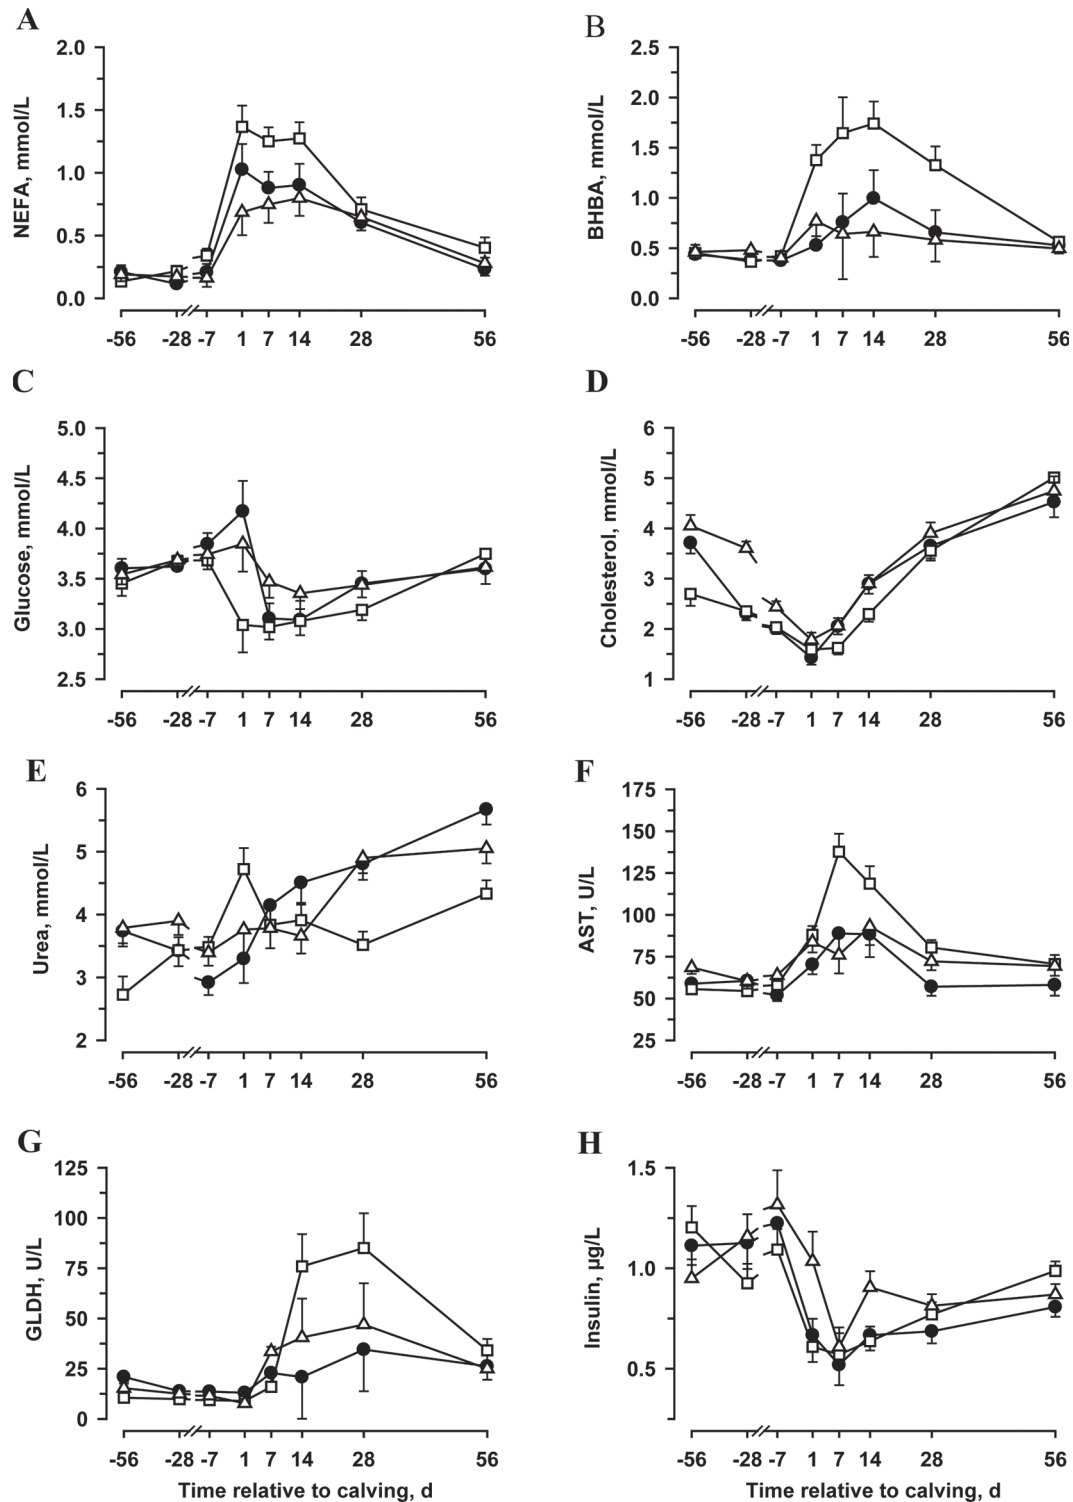 A
2.0
1.5
1.0
0.5
0.0
NEFA, mmol/L
-56 -28 -7 1 7 14 28 56
B
2.5
2.0
1.5
1.0
0.5
0.0
BHBA, mmol/L
-56 -28 -7 1 7 14 28 56
C
5.0
4.5
4.0
3.5
3.0
2.5
Glucose, mmol/L
-56 -28 -7 1 7 14 28 56
D
6
5
4
3
2
1
Cholesterol, mmol/L
-56 -28 -7 1 7 14 28 56
E
6
5
4
3
2
Urea, mmol/L
-56 -28 -7 1 7 14 28 56
F
175
150
125
100
75
50
25
AST, U/L
-56 -28 -7 1 7 14 28 56
G
125
100
75
50
25
0
GLDH, U/L
-56 -28 -7 1 7 14 28 56
Time relative to calving, d
H
1.5
1.0
0.5
Insulin, µg/L
-56 -28 -7 1 7 14 28 56
Time relative to calving, d